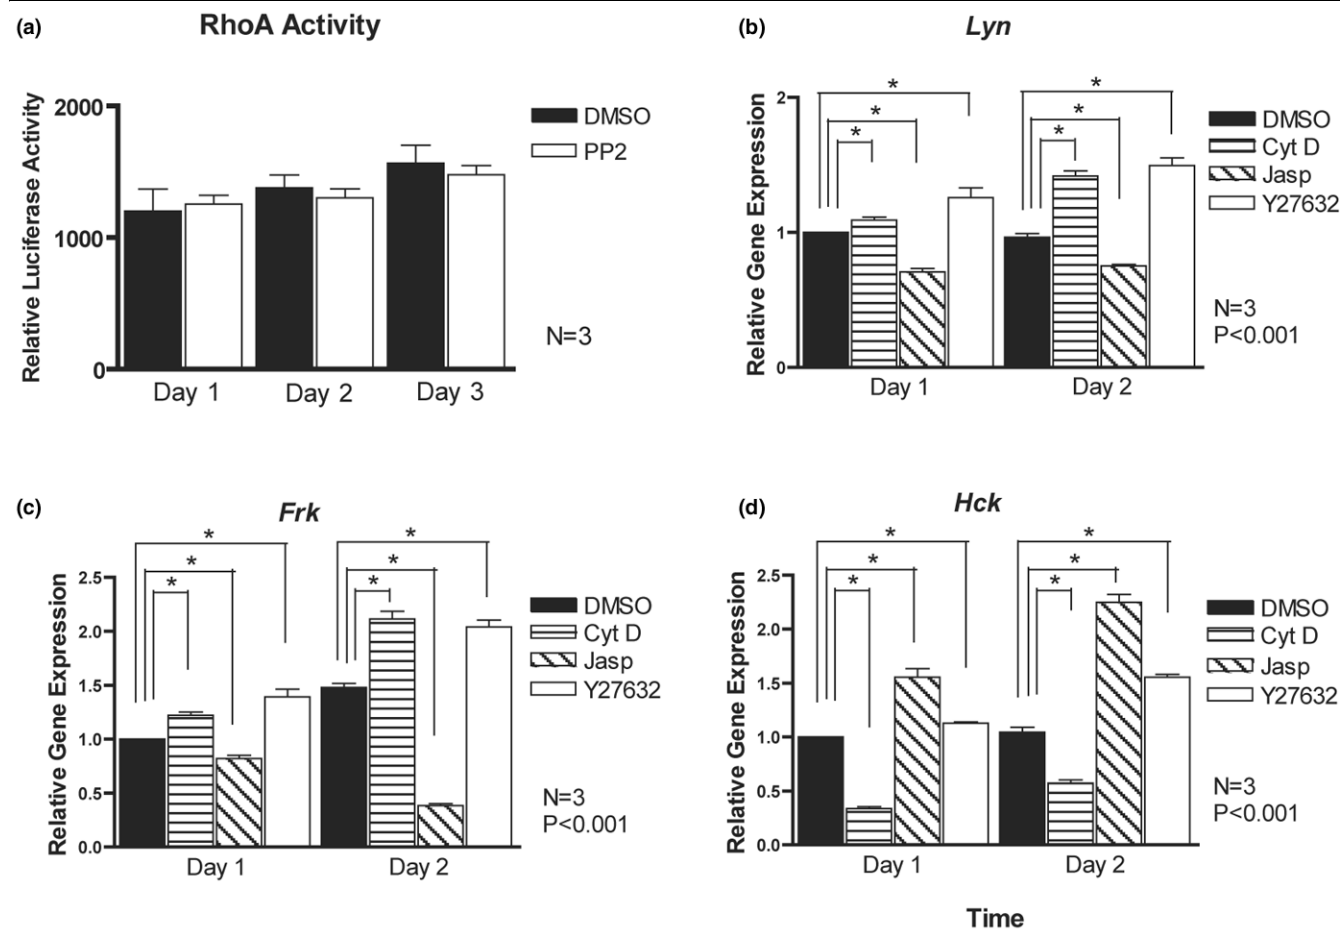 (a)
RhoA Activity
Relative Luciferase Activity
2000
1000
0
DMSO
PP2
N=3
Day 1 Day 2 Day 3
(b)
Lyn
Relative Gene Expression
2
1
0
* * *
* * *
DMSO
Cyt D
Jasp
Y27632
N=3
P<0.001
Day 1 Day 2
(c)
Frk
Relative Gene Expression
2.5
2.0
1.5
1.0
0.5
0.0
* * *
* * *
DMSO
Cyt D
Jasp
Y27632
N=3
P<0.001
Day 1 Day 2
(d)
Hck
Relative Gene Expression
2.5
2.0
1.5
1.0
0.5
0.0
* * *
* * *
DMSO
Cyt D
Jasp
Y27632
N=3
P<0.001
Day 1 Day 2
Time